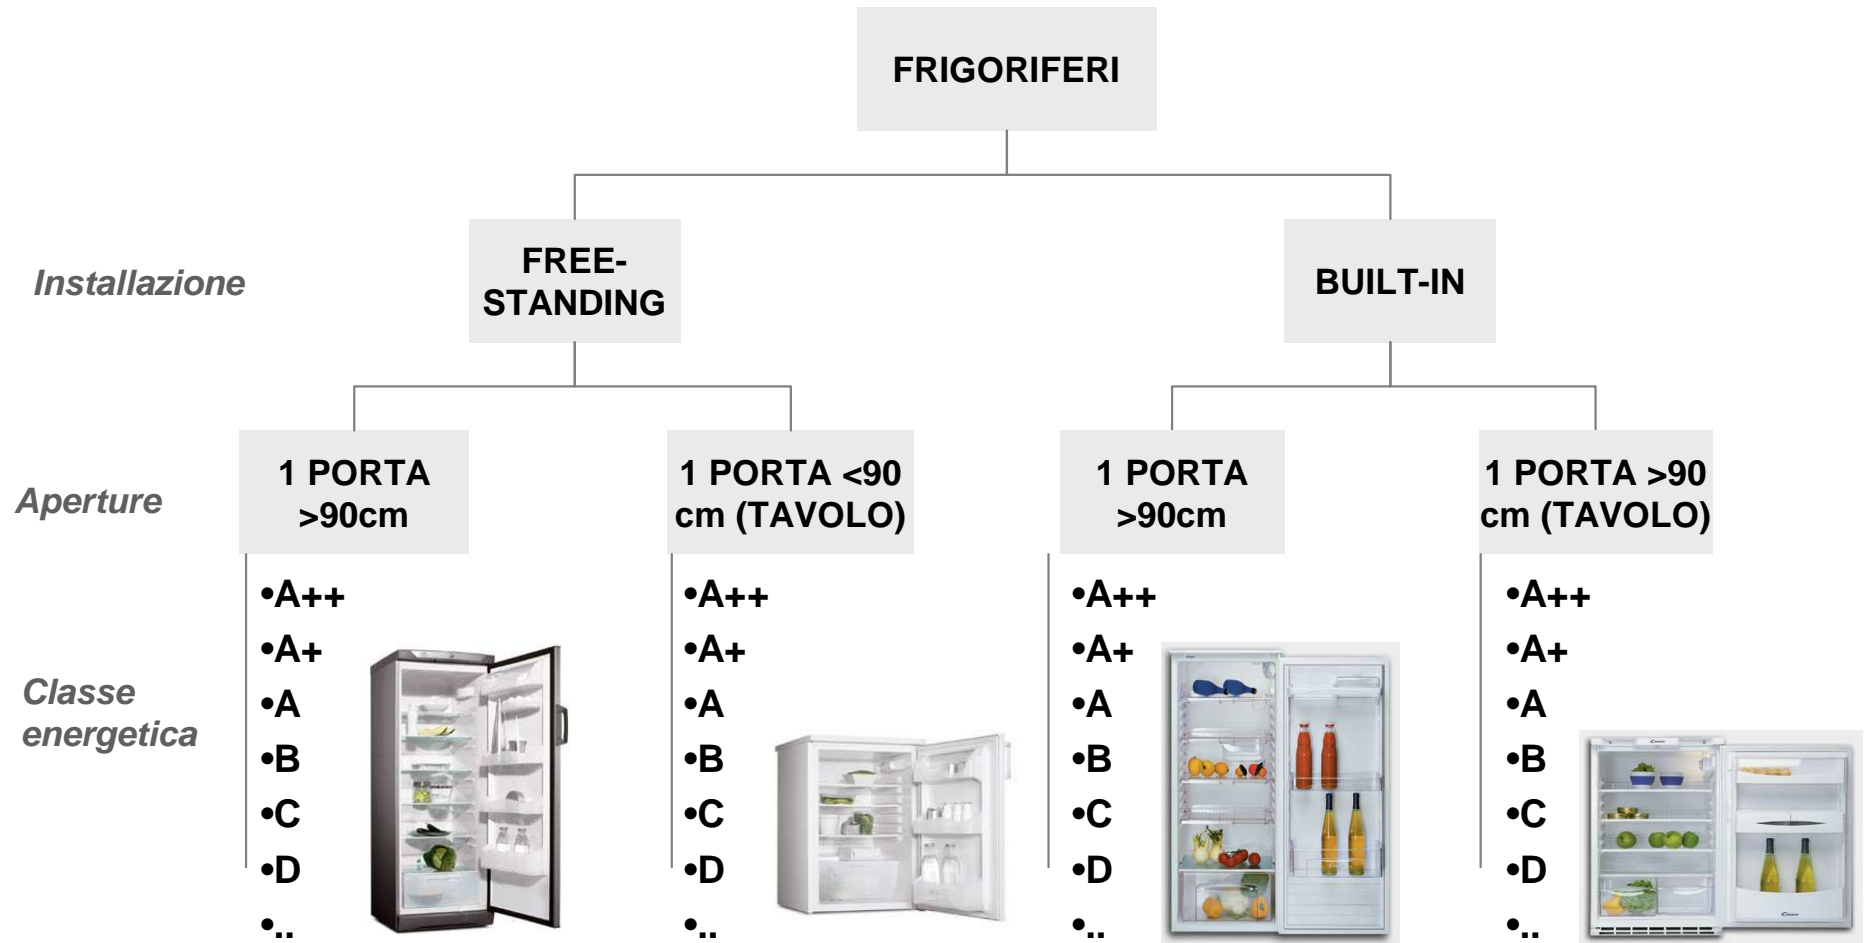 FRIGORIFERI
Installazione
FREE-
STANDING
BUILT-IN
Aperture
1 PORTA
>90cm
1 PORTA <90
cm (TAVOLO)
1 PORTA
>90cm
1 PORTA >90
cm (TAVOLO)
Classe
energetica
•A++
•A+
•A
•B
•C
•D
•..
•A++
•A+
•A
•B
•C
•D
•..
•A++
•A+
•A
•B
•C
•D
•..
•A++
•A+
•A
•B
•C
•D
•..